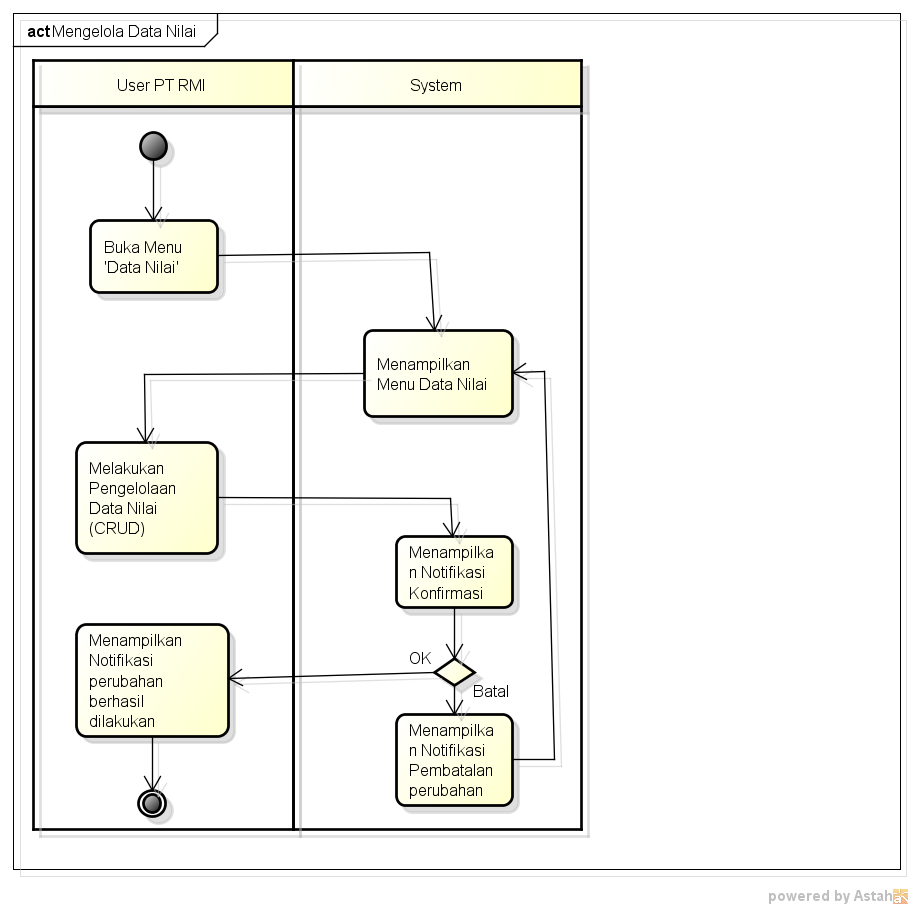 act Mengelola Data Nilai
User PT RMI
System
Buka Menu
'Data Nilai'
Menampilkan
Menu Data Nilai
Melakukan
Pengelolaan
Data Nilai
(CRUD)
Menampilka
n Notifikasi
Konfirmasi
Menampilkan
Notifikasi
perubahan
berhasil
dilakukan
OK
Batal
Menampilka
n Notifikasi
Pembatalan
perubahan
powered by Astah